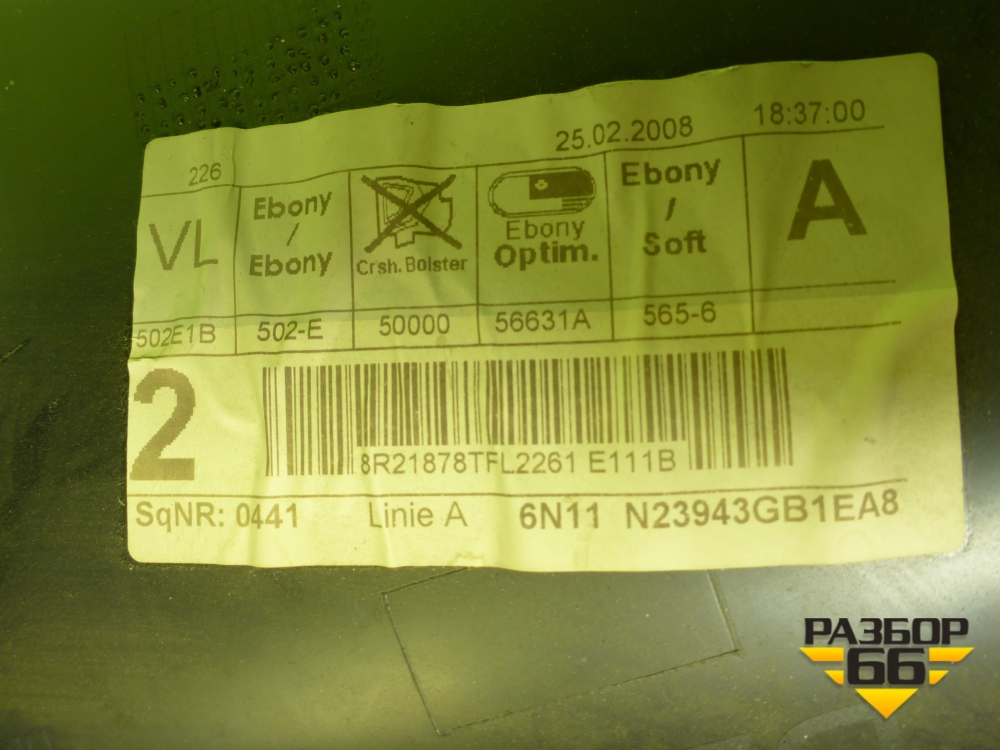 226
25.02.2008
18:37:00
VL
Ebony
/
Ebony
Crsh. Bolster
Ebony
Optim.
Ebony
/
Soft
A
502E1B
502-E
50000
56631A
565-6
2
8R21878TFL2261 E111B
SqNR: 0441
Linie A
6N11
N23943GB1EA8
РАЗБОР
66